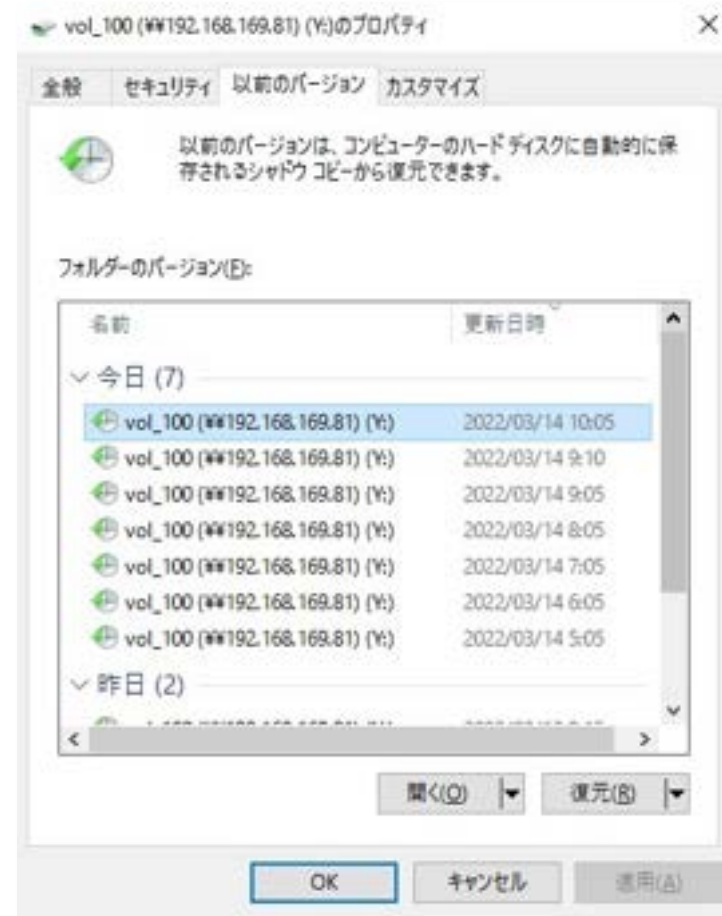 vol_100 (¥¥192.168.169.81) (Y:)のプロパティ
全般 セキュリティ 以前のバージョン カスタマイズ
以前のバージョンは、コンピューターのハード ディスクに自動的に保
存されるシャドウ コピーから復元できます。
フォルダーのバージョン(F):
名前 更新日時
今日 (7)
vol_100 (¥¥192.168.169.81) (Y:) 2022/03/14 10:05
vol_100 (¥¥192.168.169.81) (Y:) 2022/03/14 9:10
vol_100 (¥¥192.168.169.81) (Y:) 2022/03/14 9:05
vol_100 (¥¥192.168.169.81) (Y:) 2022/03/14 8:05
vol_100 (¥¥192.168.169.81) (Y:) 2022/03/14 7:05
vol_100 (¥¥192.168.169.81) (Y:) 2022/03/14 6:05
vol_100 (¥¥192.168.169.81) (Y:) 2022/03/14 5:05
昨日 (2)
開く(O) 復元(R)
OK キャンセル 適用(A)